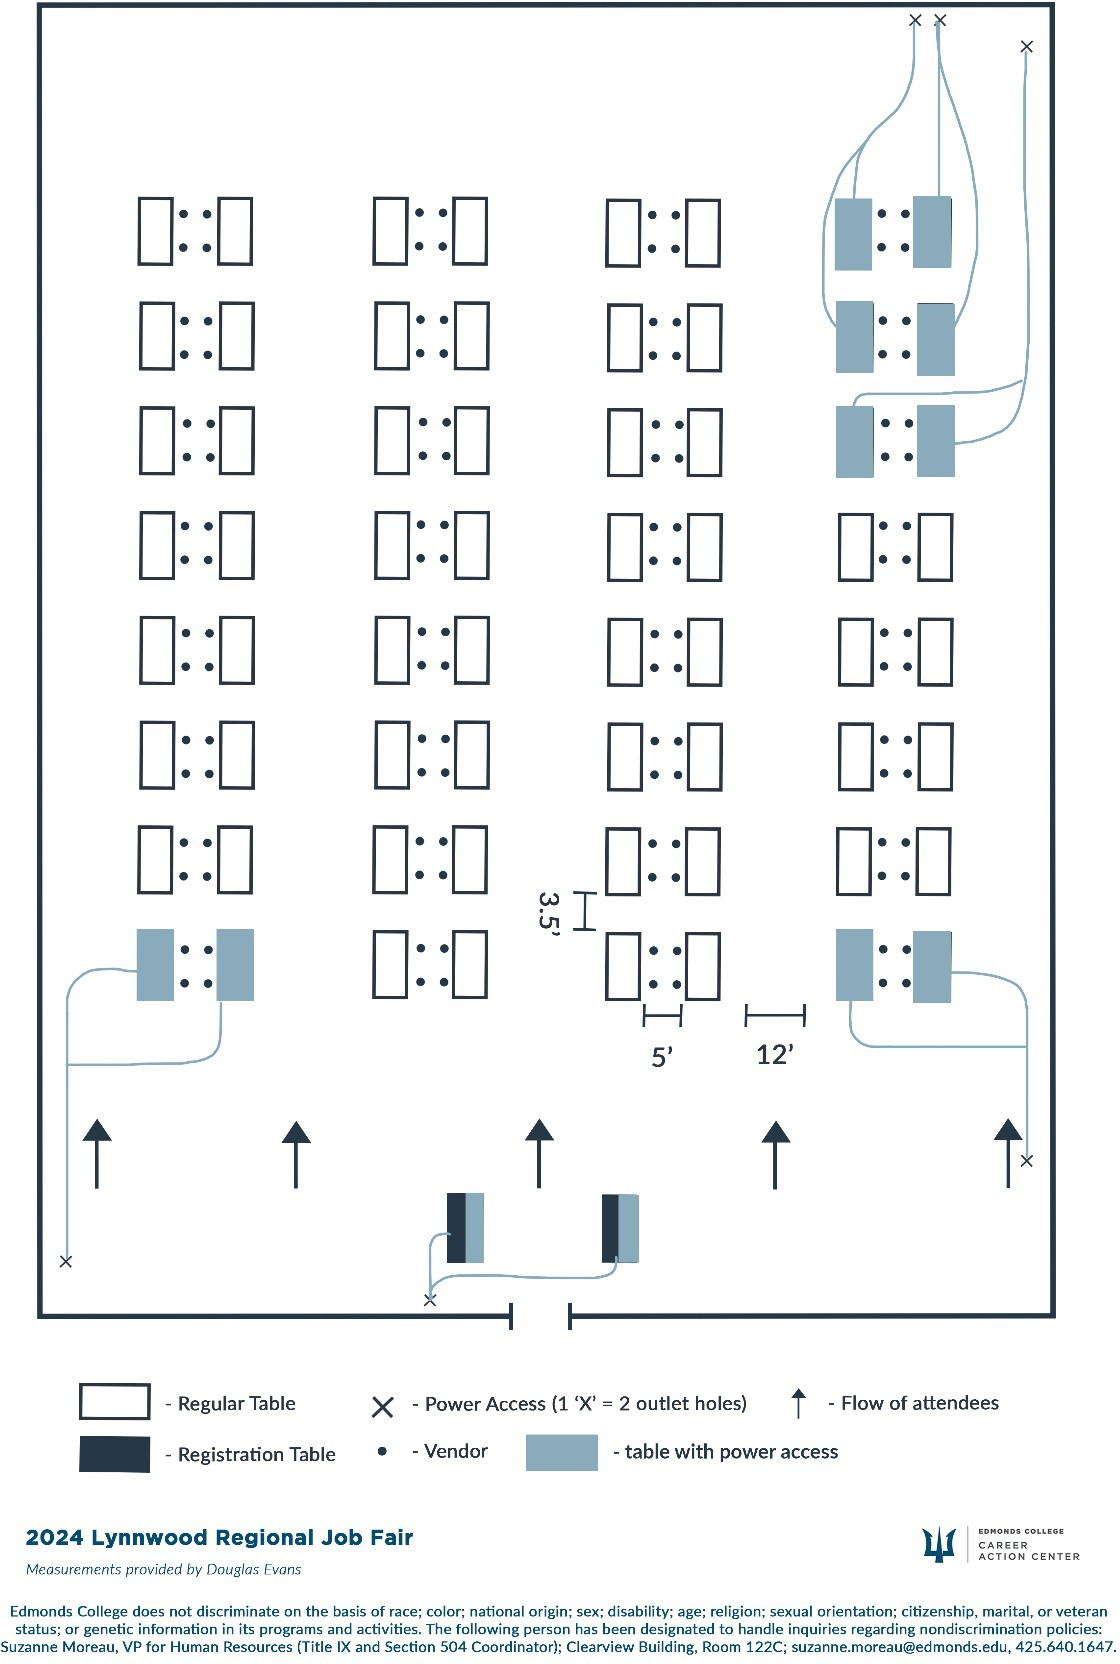 3.5’
5’
12’
- Regular Table
- Power Access (1 ‘X’ = 2 outlet holes)
- Flow of attendees
- Registration Table
- Vendor
- table with power access
2024 Lynnwood Regional Job Fair
Measurements provided by Douglas Evans
EDMONDS COLLEGE
CAREER
ACTION CENTER
Edmonds College does not discriminate on the basis of race; color; national origin; sex; disability; age; religion; sexual orientation; citizenship, marital, or veteran
status; or genetic information in its programs and activities. The following person has been designated to handle inquiries regarding nondiscrimination policies:
Suzanne Moreau, VP for Human Resources (Title IX and Section 504 Coordinator); Clearview Building, Room 122C; suzanne.moreau@edmonds.edu, 425.640.1647.